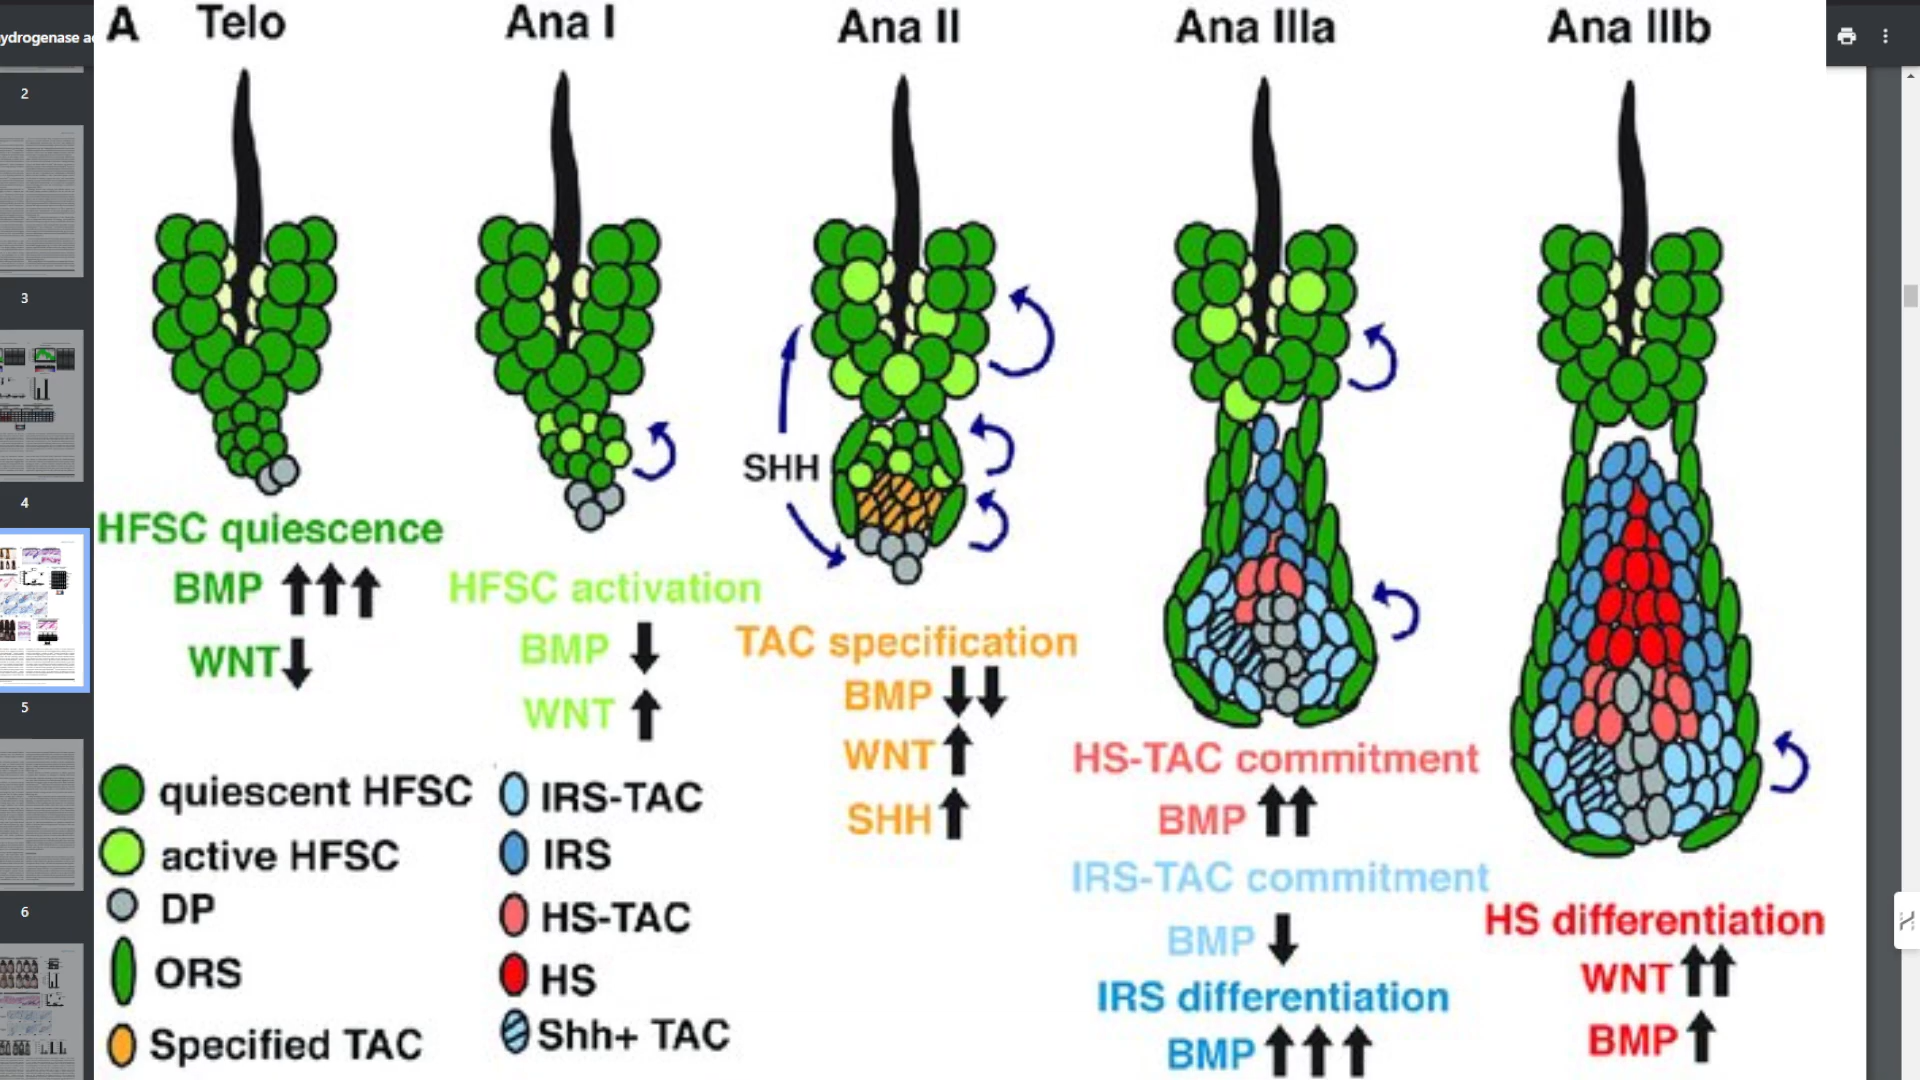 ydrogenase ac
2
3
4
5
6
A
Telo
Ana I
Ana II
Ana IIIa
Ana IIIb
SHH
HFSC quiescence
BMP
WNT
HFSC activation
BMP
WNT
TAC specification
BMP
WNT
SHH
HS-TAC commitment
BMP
IRS-TAC commitment
BMP
IRS differentiation
BMP
HS differentiation
WNT
BMP
quiescent HFSC
active HFSC
DP
ORS
Specified TAC
IRS-TAC
IRS
HS-TAC
HS
Shh+ TAC